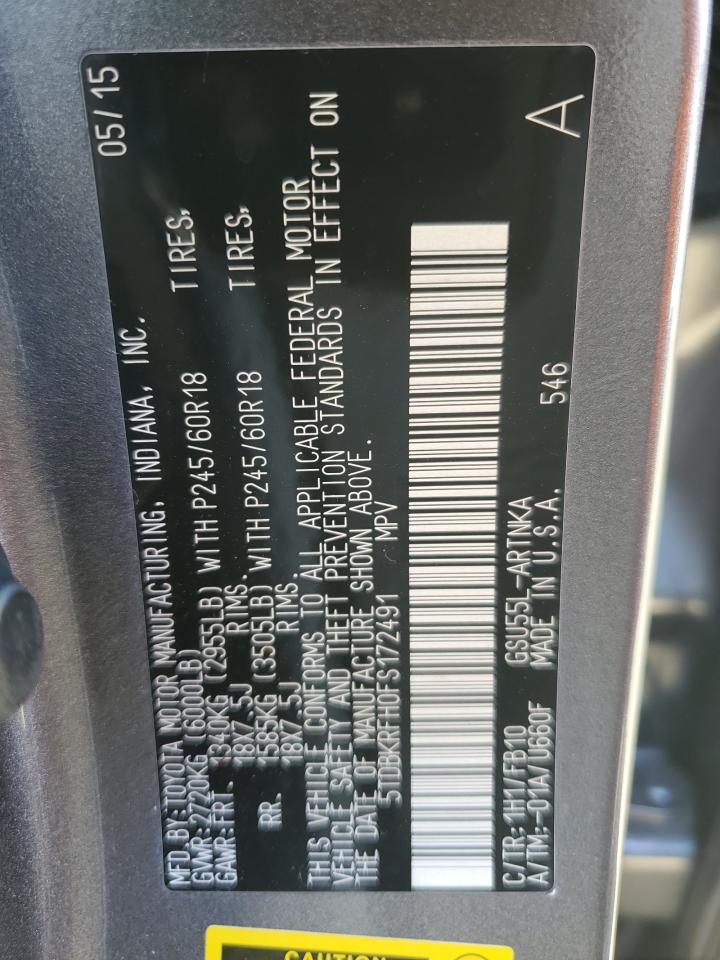 MFD. BY:TOYOTA MOTOR MANUFACTURING, INDIANA, INC. 05/15
GVWR:2720KG (6000LB)
GAWR:FRT. 1340KG (2955LB) WITH P245/60R18 TIRES,
18X7.5J RIMS.
RR. 1585KG (3505LB) WITH P245/60R18 TIRES,
18X7.5J RIMS.
THIS VEHICLE CONFORMS TO ALL APPLICABLE FEDERAL MOTOR
VEHICLE SAFETY AND THEFT PREVENTION STANDARDS IN EFFECT ON
THE DATE OF MANUFACTURE SHOWN ABOVE.
5TDBKRFH0FS172491 MPV
C/TR:1H1/FB10 GSU55L-ARTNKA 546 A
A/TM:-01A/U660F MADE IN U.S.A.
CAUTION